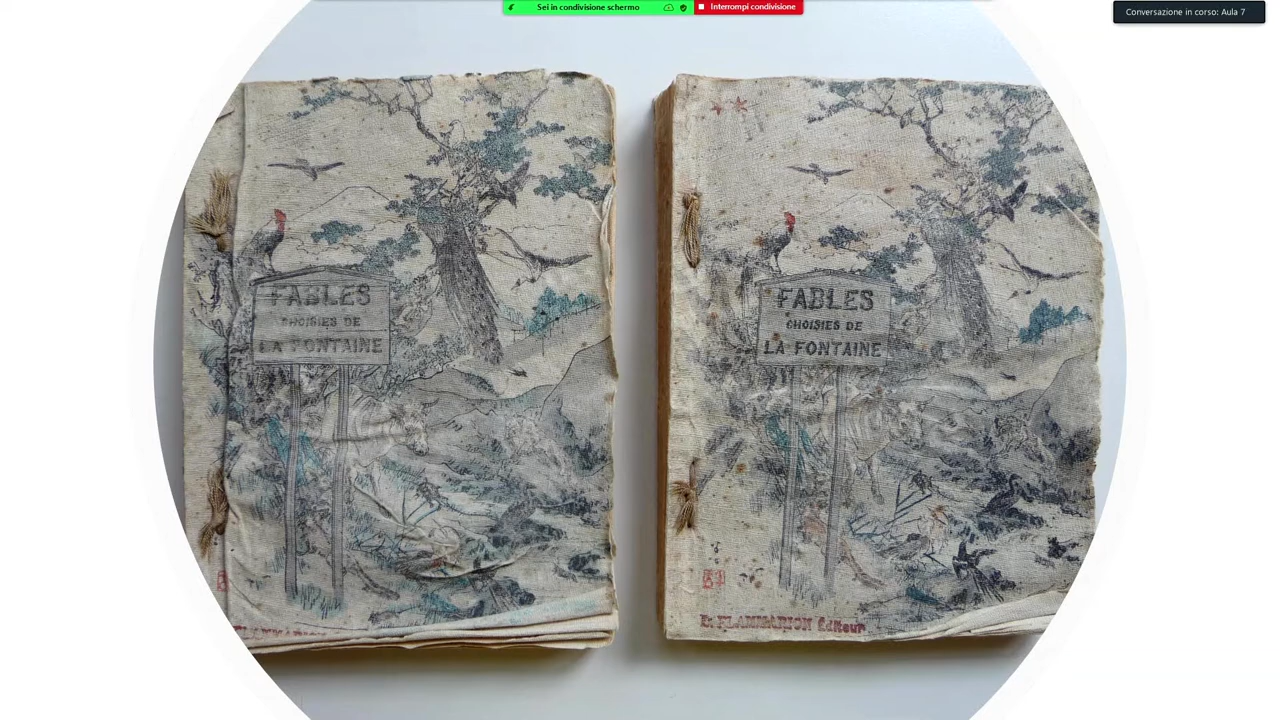 Sei in condivisione schermo
Interrompi condivisione
Conversazione in corso: Aula 7
FABLES
CHOISIES DE
LA FONTAINE
FLAMMARION
FABLES
CHOISIES DE
LA FONTAINE
E. FLAMMARION Éditeur